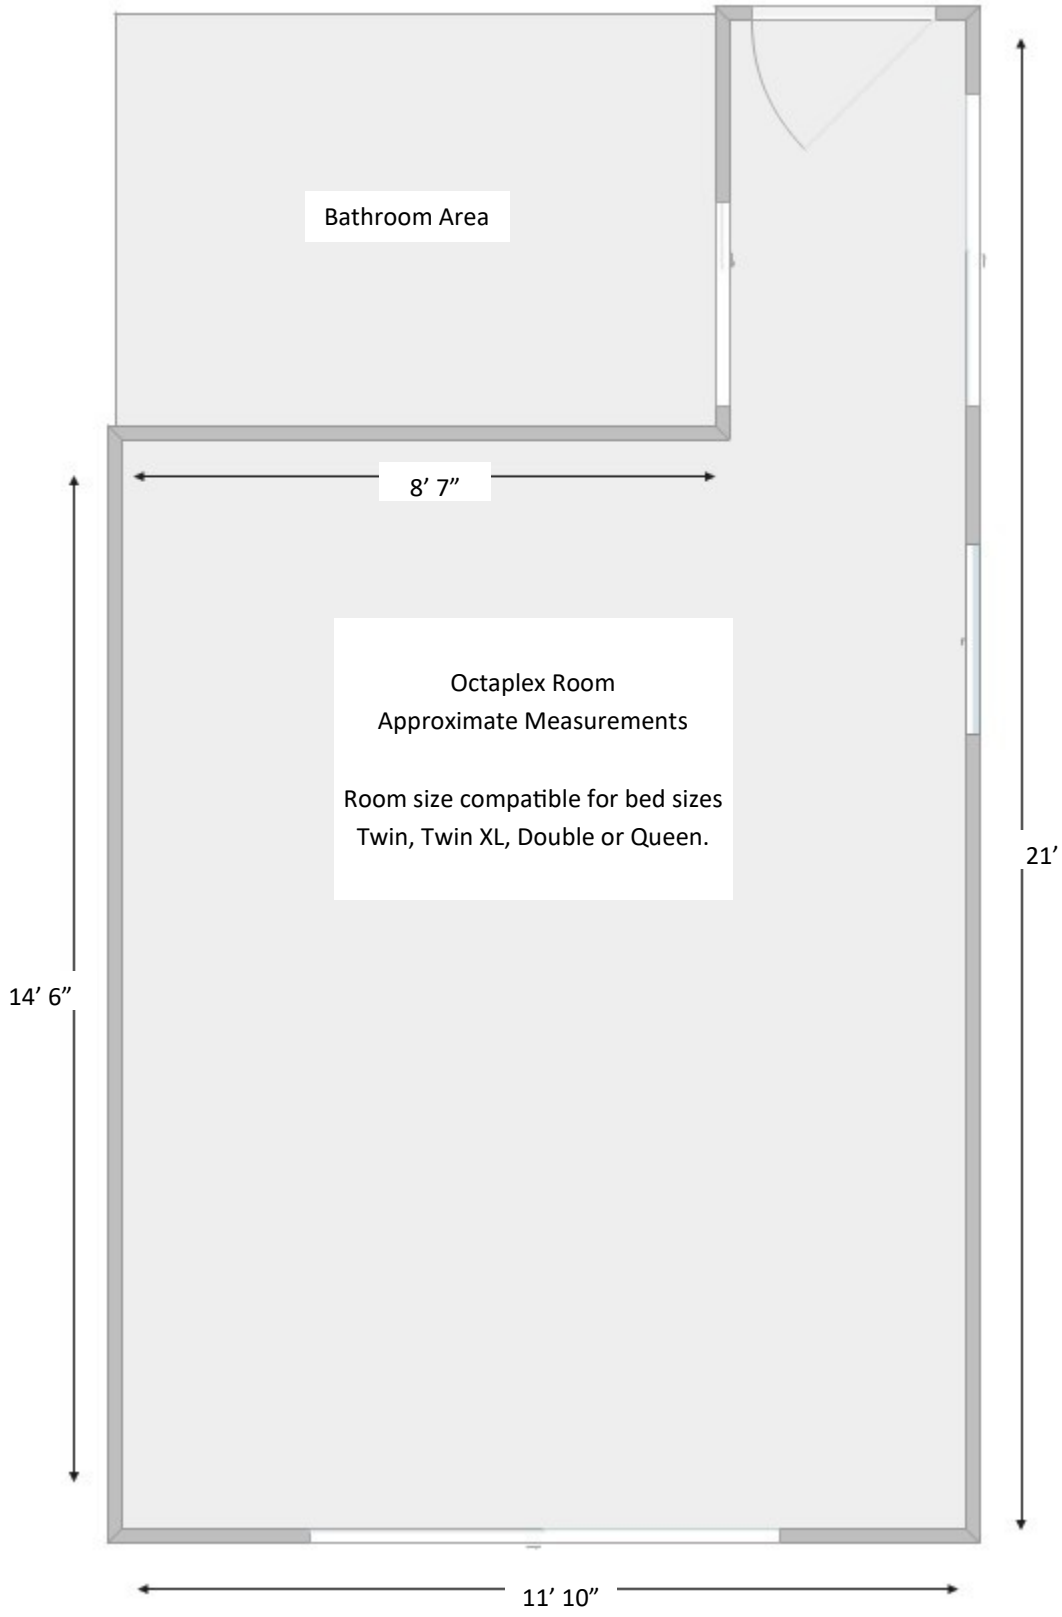 Bathroom Area
8’ 7”
Octaplex Room
Approximate Measurements
Room size compatible for bed sizes
Twin, Twin XL, Double or Queen.
21’
14’ 6”
11’ 10”